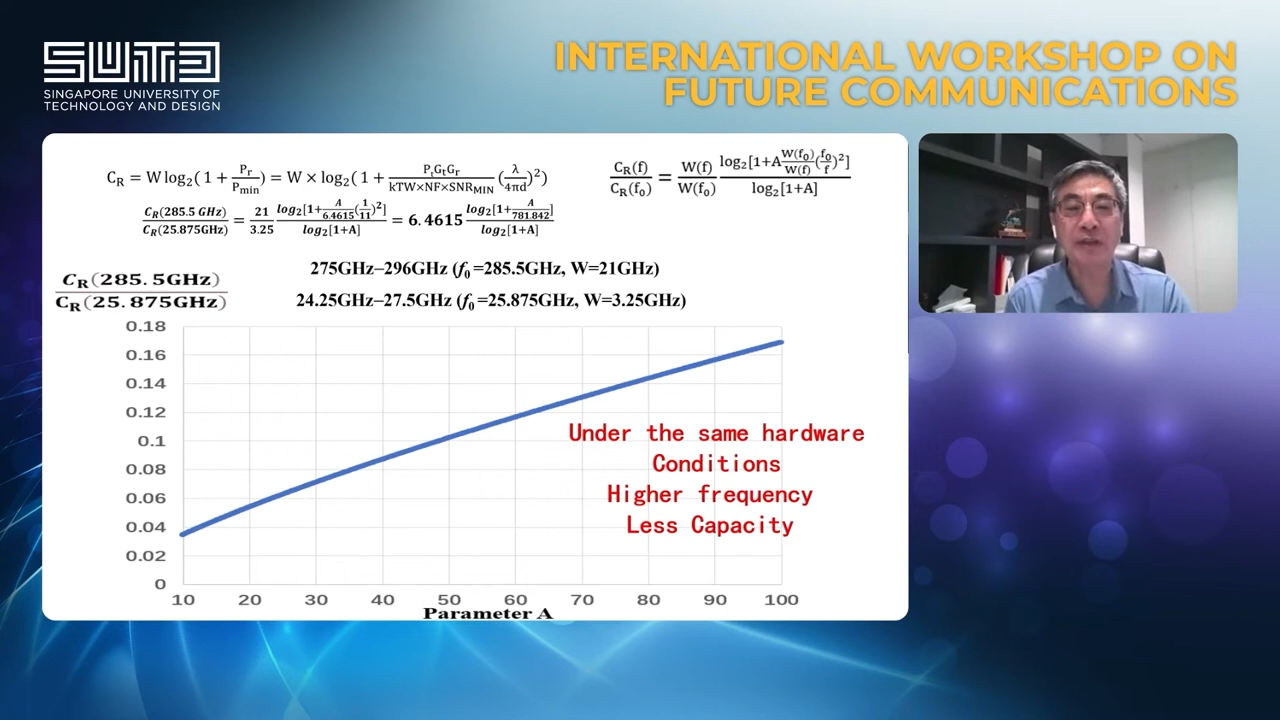 SUTD
SINGAPORE UNIVERSITY OF
TECHNOLOGY AND DESIGN
INTERNATIONAL WORKSHOP ON
FUTURE COMMUNICATIONS
C_R = W log₂( 1 + P_r/P_min ) = W × log₂( 1 + P_tG_tG_r/(kTW×NF×SNR_MIN) (λ/4πd)² )
C_R(f)/C_R(f₀) = W(f)/W(f₀) log₂[1+A W(f₀)/W(f) (f₀/f)²]/log₂[1+A]
C_R(285.5 GHz)/C_R(25.875GHz) = 21/3.25 log₂[1+ A/6.4615 (1/11)²]/log₂[1+A] = 6.4615 log₂[1+ A/781.842]/log₂[1+A]
275GHz–296GHz (f₀=285.5GHz, W=21GHz)
C_R(285.5GHz)/C_R(25.875GHz)
24.25GHz–27.5GHz (f₀=25.875GHz, W=3.25GHz)
0.18
0.16
0.14
0.12
0.1
0.08
0.06
0.04
0.02
0
Under the same hardware
Conditions
Higher frequency
Less Capacity
10 20 30 40 50 60 70 80 90 100
Parameter A